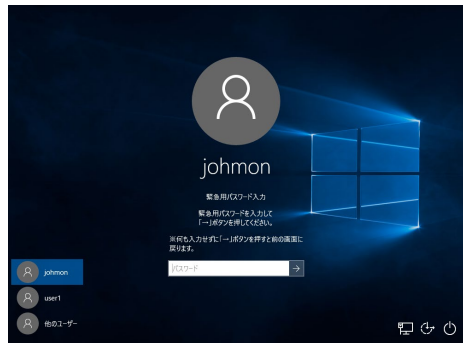 johmon
緊急用パスワード入力
緊急用パスワードを入力して
「→」ボタンを押してください。
※何も入力せずに「→」ボタンを押すと前の画面に
戻ります。
パスワード
johmon
user1
他のユーザー